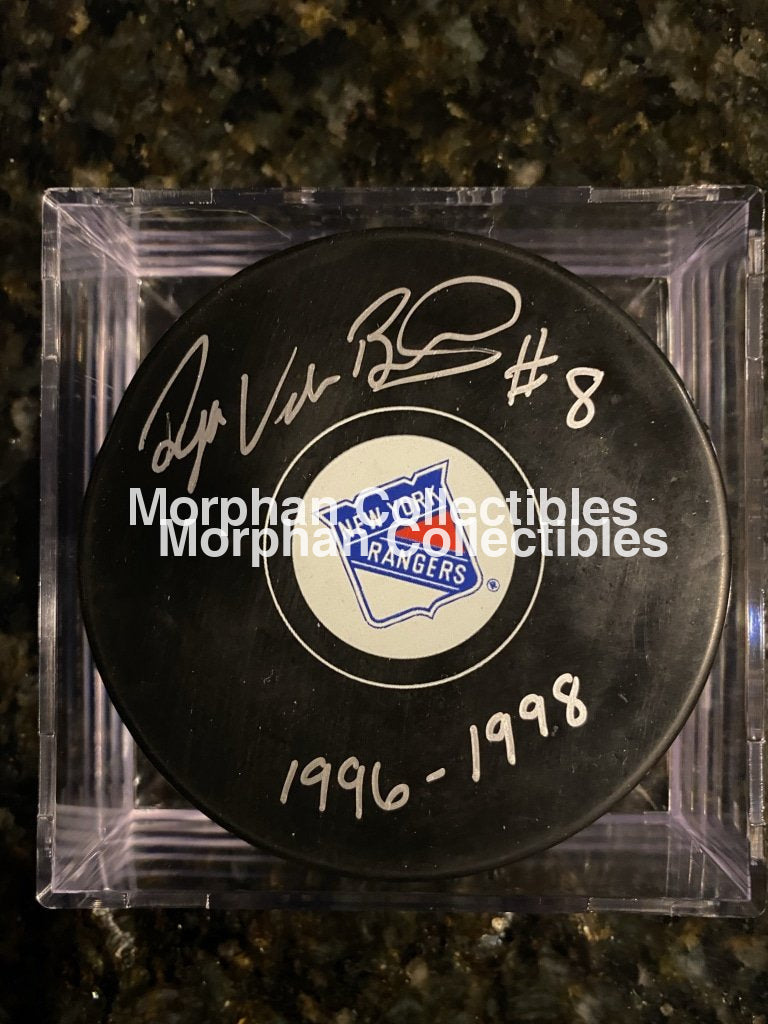 #8
NEW YORK
RANGERS
®
Morphan Collectibles
Morphan Collectibles
1996-1998